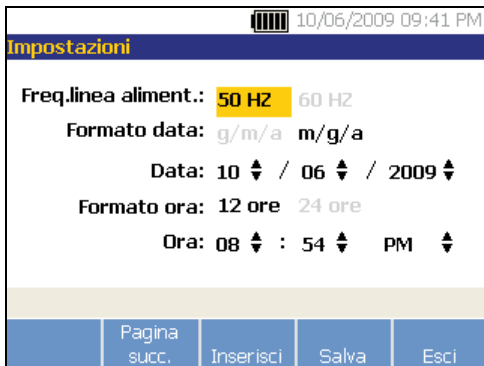 10/06/2009 09:41 PM
Impostazioni
Freq.linea aliment.: 50 HZ 60 HZ
Formato data: g/m/a m/g/a
Data: 10 / 06 / 2009
Formato ora: 12 ore 24 ore
Ora: 08 : 54 PM
Pagina
succ. Inserisci Salva Esci